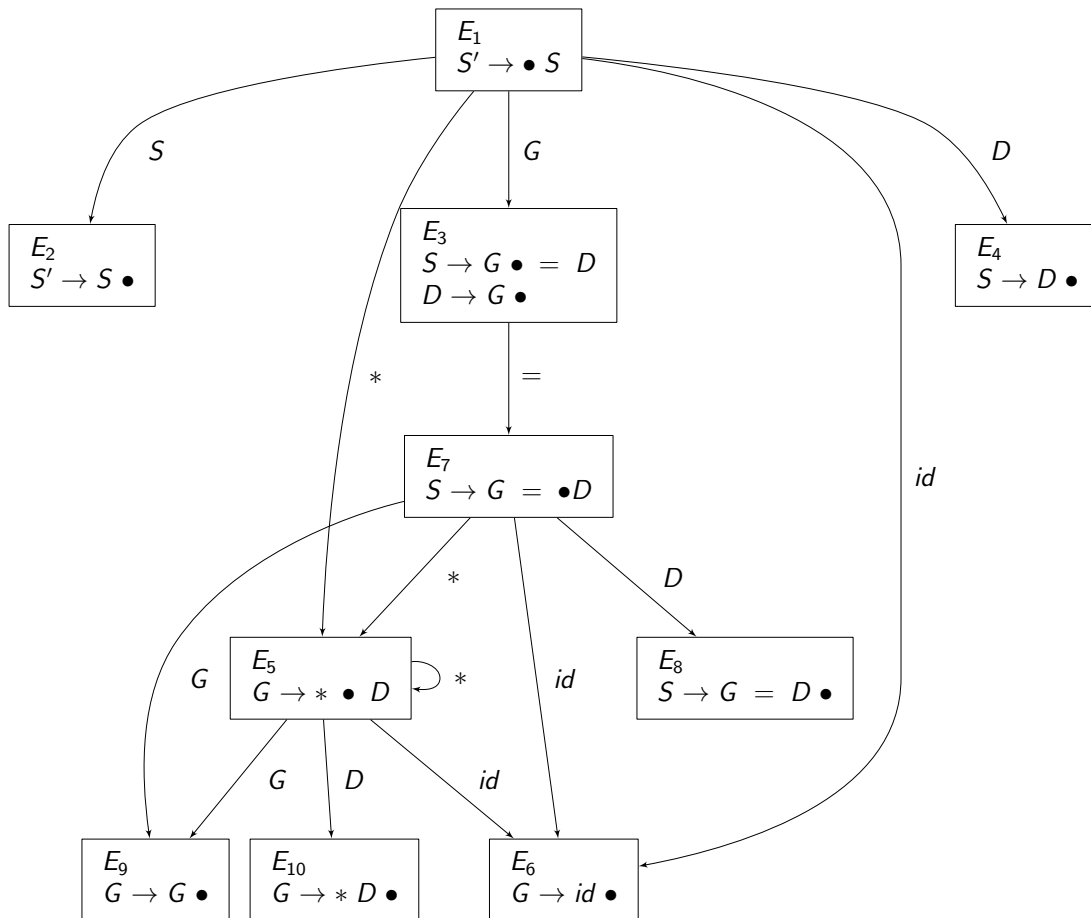 E₁
S′ → • S
S
G
D
E₃
S → G • = D
D → G •
E₂
S′ → S •
E₄
S → D •
*
=
E₇
S → G = •D
id
*
D
E₅
G → * • D
*
G
id
E₈
S → G = D •
G
D
id
E₉
G → G •
E₁₀
G → * D •
E₆
G → id •